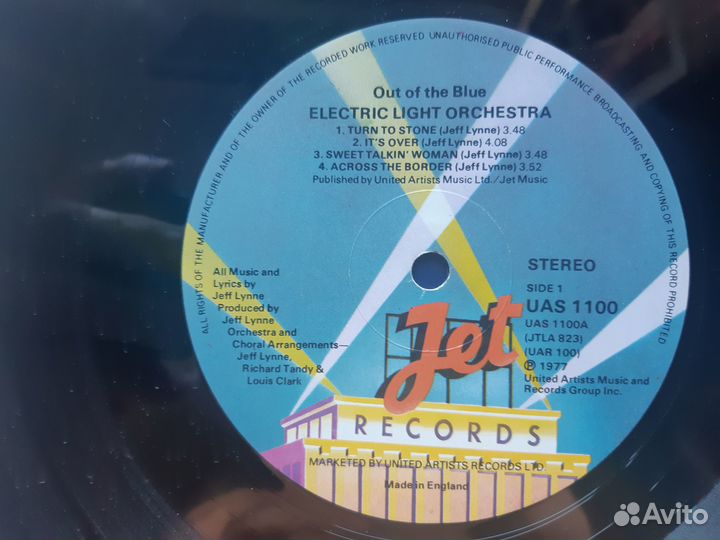 ALL RIGHTS OF THE MANUFACTURER AND OF THE OWNER OF THE RECORDED WORK RESERVED UNAUTHORISED PUBLIC PERFORMANCE BROADCASTING AND COPYING OF THIS RECORD PROHIBITED
Out of the Blue
ELECTRIC LIGHT ORCHESTRA
1. TURN TO STONE (Jeff Lynne) 3.48
2. IT'S OVER (Jeff Lynne) 4.08
3. SWEET TALKIN' WOMAN (Jeff Lynne) 3.48
4. ACROSS THE BORDER (Jeff Lynne) 3.52
Published by United Artists Music Ltd./Jet Music
All Music and
Lyrics by
Jeff Lynne
Produced by
Jeff Lynne
Orchestra and
Choral Arrangements—
Jeff Lynne,
Richard Tandy &
Louis Clark
STEREO
SIDE 1
UAS 1100
UAS 1100A
(JTLA 823)
(UAR 100)
℗ 1977
United Artists Music and
Records Group Inc.
Jet
RECORDS
MARKETED BY UNITED ARTISTS RECORDS LTD.
Made in England
Avito